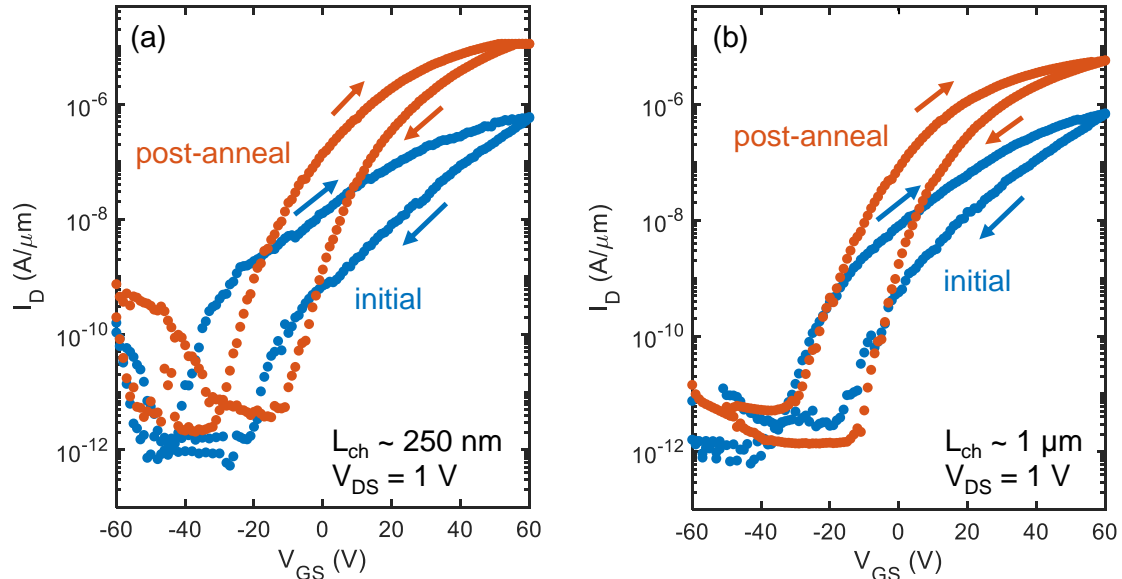 (a)
post-anneal
initial
L_ch ~ 250 nm
V_DS = 1 V
I_D (A/μm)
10^-6
10^-8
10^-10
10^-12
-60 -40 -20 0 20 40 60
V_GS (V)
(b)
post-anneal
initial
L_ch ~ 1 μm
V_DS = 1 V
I_D (A/μm)
10^-6
10^-8
10^-10
10^-12
-60 -40 -20 0 20 40 60
V_GS (V)